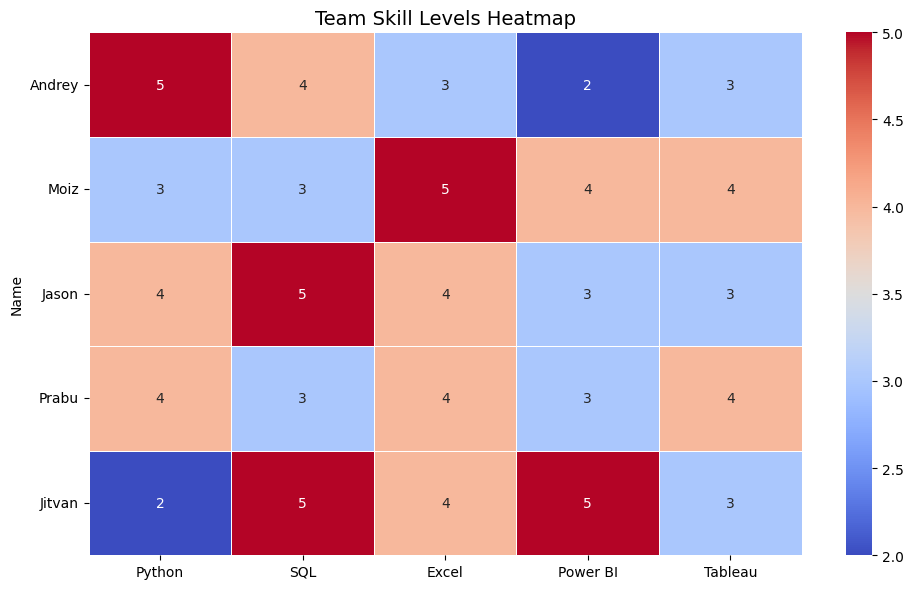 Team Skill Levels Heatmap
Name
Andrey 5 4 3 2 3
Moiz 3 3 5 4 4
Jason 4 5 4 3 3
Prabu 4 3 4 3 4
Jitvan 2 5 4 5 3
Python SQL Excel Power BI Tableau
5.0
4.5
4.0
3.5
3.0
2.5
2.0